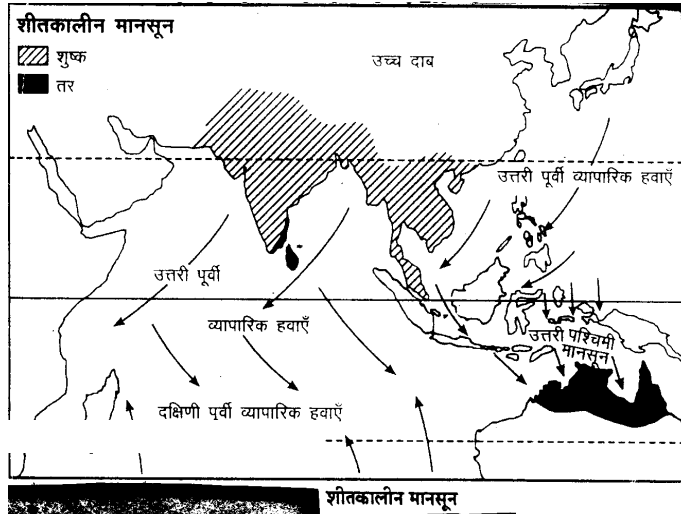 शीतकालीन मानसून
शुष्क
तर
उच्च दाब
उत्तरी पूर्वी व्यापारिक हवाएँ
उत्तरी पूर्वी
व्यापारिक हवाएँ
उत्तरी पश्चिमी
मानसून
दक्षिणी पूर्वी व्यापारिक हवाएँ
शीतकालीन मानसून